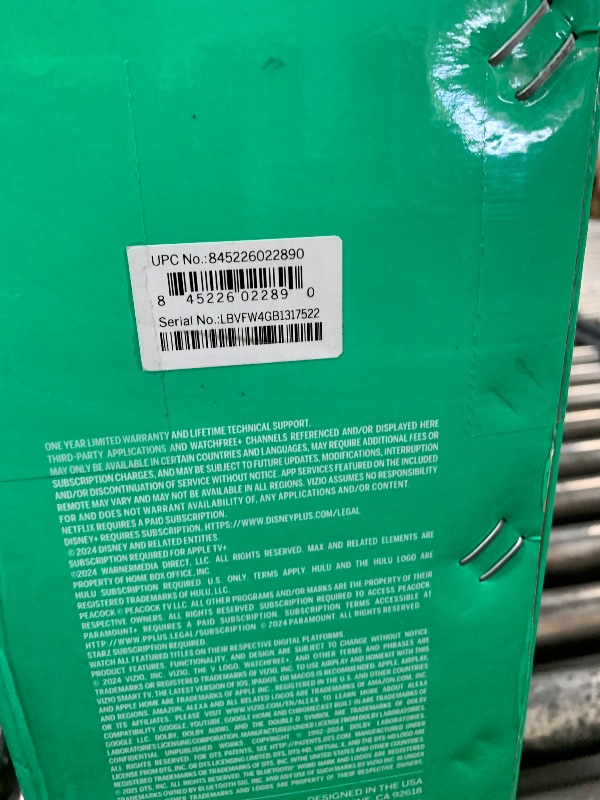 UPC No.:845226022890
8 45226 02289 0
Serial No.:LBVFW4GB1317522
ONE YEAR LIMITED WARRANTY AND LIFETIME TECHNICAL SUPPORT.
THIRD-PARTY APPLICATIONS AND WATCHFREE+ CHANNELS REFERENCED AND/OR DISPLAYED HERE
MAY ONLY BE AVAILABLE IN CERTAIN COUNTRIES AND LANGUAGES, MAY REQUIRE ADDITIONAL FEES OR
SUBSCRIPTION CHARGES, AND MAY BE SUBJECT TO FUTURE UPDATES, MODIFICATIONS, INTERRUPTION
AND/OR DISCONTINUATION OF SERVICE WITHOUT NOTICE. APP SERVICES FEATURED ON THE INCLUDED
REMOTE MAY VARY AND MAY NOT BE AVAILABLE IN ALL REGIONS. VIZIO ASSUMES NO RESPONSIBILITY
FOR AND DOES NOT WARRANT AVAILABILITY OF, ANY APPLICATIONS AND/OR CONTENT.
NETFLIX REQUIRES A PAID SUBSCRIPTION.
DISNEY+ REQUIRES SUBSCRIPTION. HTTPS://WWW.DISNEYPLUS.COM/LEGAL
© 2024 DISNEY AND RELATED ENTITIES.
SUBSCRIPTION REQUIRED FOR APPLE TV+
©2024 WARNERMEDIA DIRECT, LLC. ALL RIGHTS RESERVED. MAX AND RELATED ELEMENTS ARE
PROPERTY OF HOME BOX OFFICE, INC.
HULU SUBSCRIPTION REQUIRED. U.S. ONLY. TERMS APPLY HULU AND THE HULU LOGO ARE
REGISTERED TRADEMARKS OF HULU, LLC.
PEACOCK © PEACOCK TV LLC. ALL OTHER PROGRAMS AND/OR MARKS ARE THE PROPERTY OF THEIR
RESPECTIVE OWNERS. ALL RIGHTS RESERVED. SUBSCRIPTION REQUIRED TO ACCESS PEACOCK.
PARAMOUNT+ REQUIRES A PAID SUBSCRIPTION. SUBSCRIPTION TERMS ACCESSIBLE AT
HTTP://WWW.PPLUS.LEGAL/SUBSCRIPTION © 2024 PARAMOUNT ALL RIGHTS RESERVED.
STARZ SUBSCRIPTION REQUIRED.
WATCH ALL FEATURED TITLES ON THEIR RESPECTIVE DIGITAL PLATFORMS.
PRODUCT FEATURES, FUNCTIONALITY, AND DESIGN ARE SUBJECT TO CHANGE WITHOUT NOTICE.
© 2024 VIZIO, INC. VIZIO, THE V LOGO, WATCHFREE+, AND OTHER TERMS AND PHRASES ARE
TRADEMARKS OR REGISTERED TRADEMARKS OF VIZIO, INC. TO USE AIRPLAY AND HOMEKIT WITH THIS
VIZIO SMART TV, THE LATEST VERSION OF IOS, IPADOS, OR MACOS IS RECOMMENDED. APPLE, AIRPLAY,
AND APPLE HOME ARE TRADEMARKS OF APPLE INC., REGISTERED IN THE U.S. AND OTHER COUNTRIES
AND REGIONS. AMAZON, ALEXA AND ALL RELATED LOGOS ARE TRADEMARKS OF AMAZON.COM, INC.
OR ITS AFFILIATES. PLEASE VISIT WWW.VIZIO.COM/EN/ALEXA TO LEARN MORE ABOUT ALEXA
COMPATIBILITY. GOOGLE, YOUTUBE, GOOGLE HOME AND CHROMECAST BUILT-IN ARE TRADEMARKS OF
GOOGLE LLC. DOLBY, DOLBY AUDIO, AND THE DOUBLE-D SYMBOL ARE TRADEMARKS OF DOLBY
LABORATORIES LICENSING CORPORATION. MANUFACTURED UNDER LICENSE FROM DOLBY LABORATORIES.
CONFIDENTIAL UNPUBLISHED WORKS. COPYRIGHT © 1992-2024 DOLBY LABORATORIES.
ALL RIGHTS RESERVED. FOR DTS PATENTS, SEE HTTP://PATENTS.DTS.COM. MANUFACTURED UNDER
LICENSE FROM DTS, INC. OR DTS LICENSING LIMITED. DTS, DTS-HD, VIRTUAL:X, AND THE DTS-HD LOGO ARE
REGISTERED TRADEMARKS OR TRADEMARKS OF DTS, INC. IN THE UNITED STATES AND OTHER COUNTRIES.
© 2021 DTS, INC. ALL RIGHTS RESERVED. THE BLUETOOTH® WORD MARK AND LOGOS ARE REGISTERED
TRADEMARKS OWNED BY BLUETOOTH SIG, INC. AND ANY USE OF SUCH MARKS BY VIZIO INC. IS UNDER
LICENSE. OTHER TRADEMARKS AND LOGOS ARE PROPERTY OF THEIR RESPECTIVE OWNERS.
DESIGNED IN THE USA
CA 92618